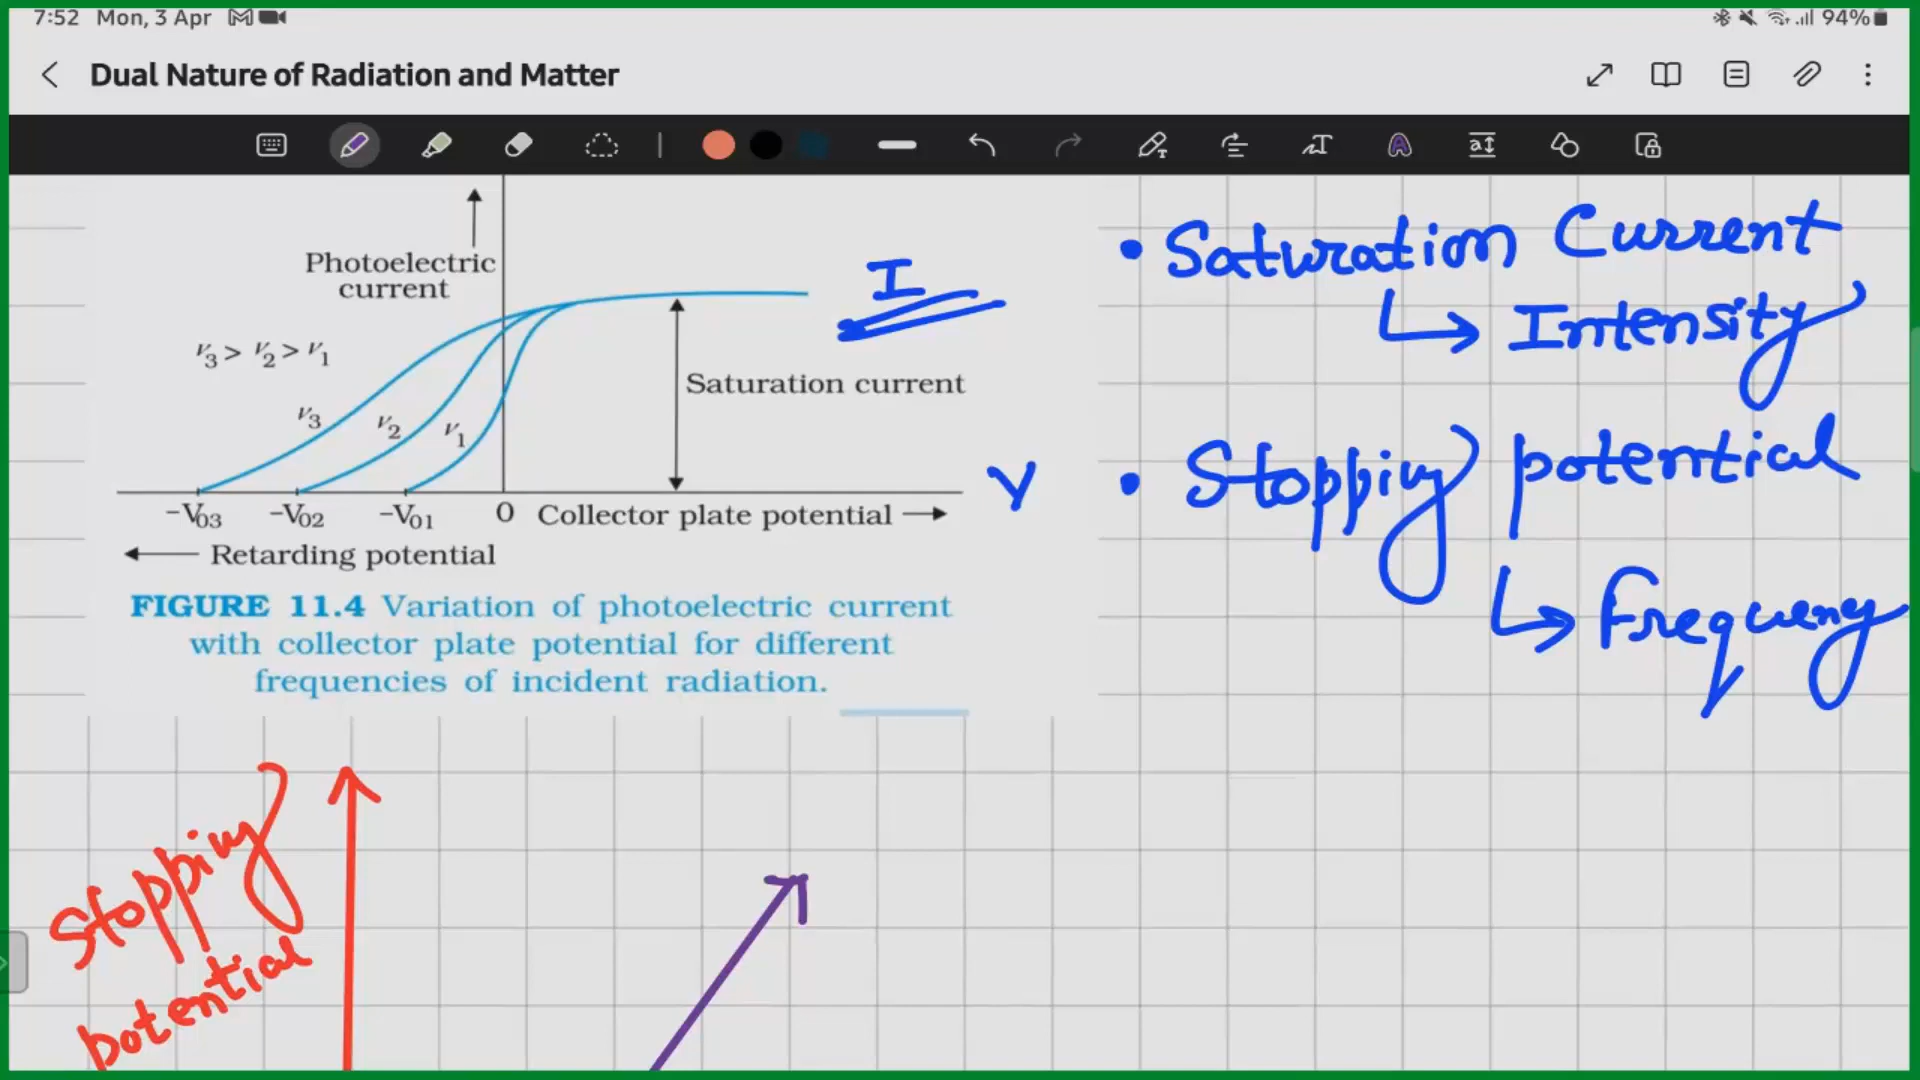 7:52 Mon, 3 Apr
94%
Dual Nature of Radiation and Matter
Photoelectric
current
ν3 > ν2 > ν1
ν3
ν2
ν1
Saturation current
I
-V03 -V02 -V01 0 Collector plate potential
V
Retarding potential
FIGURE 11.4 Variation of photoelectric current
with collector plate potential for different
frequencies of incident radiation.
• Saturation Current
Intensity
• Stopping potential
Frequency
Stopping
potential